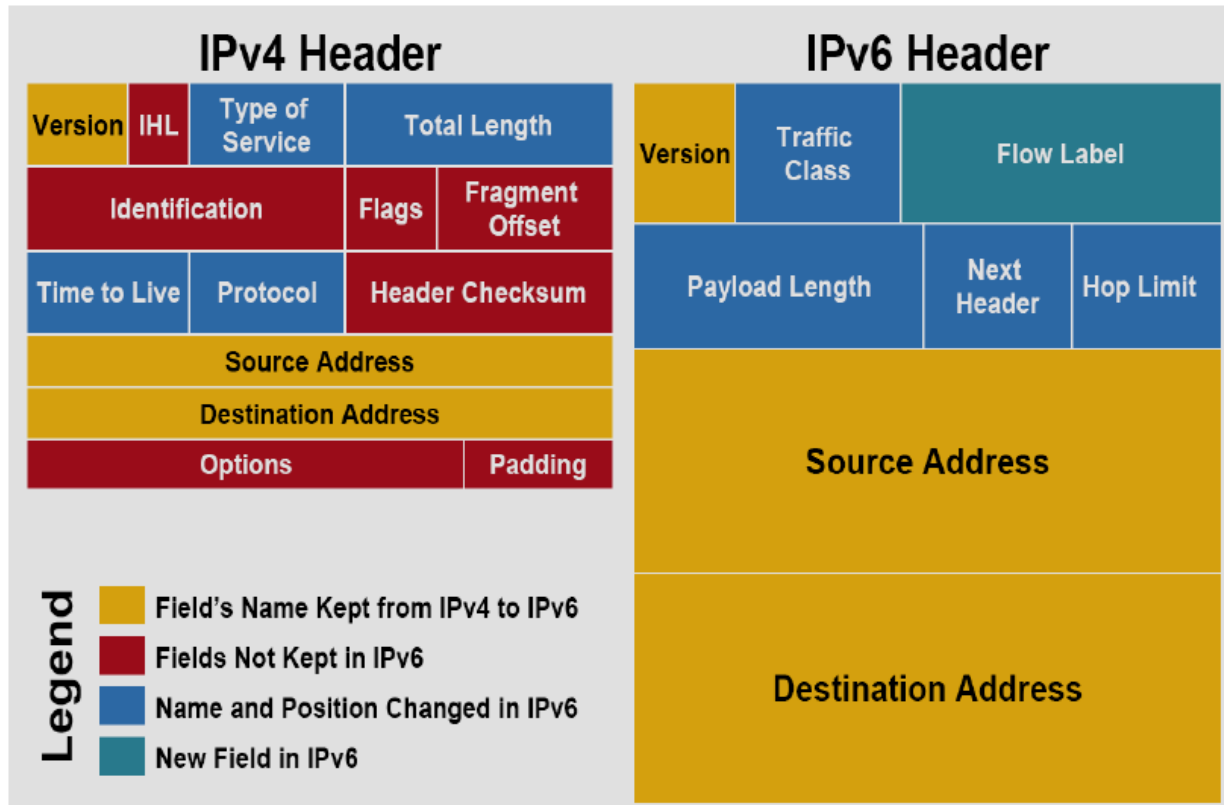 IPv4 Header
Version
IHL
Type of
Service
Total Length
Identification
Flags
Fragment
Offset
Time to Live
Protocol
Header Checksum
Source Address
Destination Address
Options
Padding
IPv6 Header
Version
Traffic
Class
Flow Label
Payload Length
Next
Header
Hop Limit
Source Address
Destination Address
Legend
Field's Name Kept from IPv4 to IPv6
Fields Not Kept in IPv6
Name and Position Changed in IPv6
New Field in IPv6